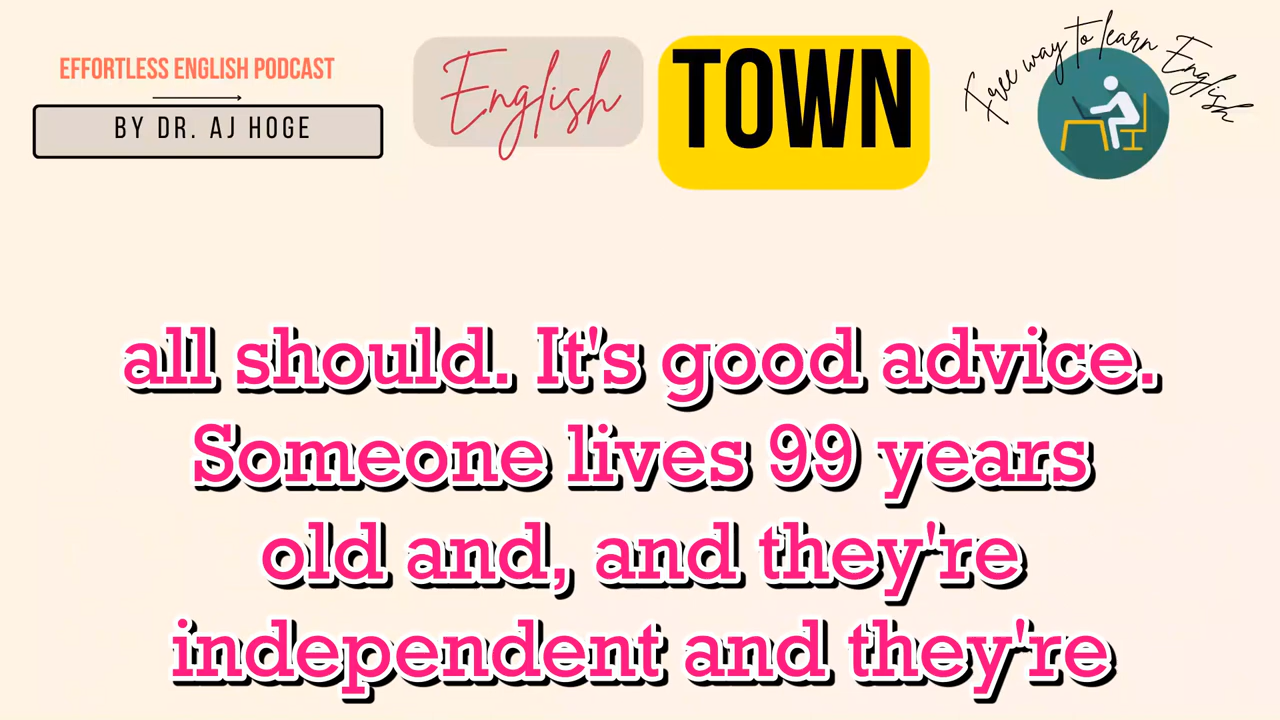 EFFORTLESS ENGLISH PODCAST
BY DR. AJ HOGE
English
TOWN
Free way to learn English
all should. It's good advice.
Someone lives 99 years
old and, and they're
independent and they're